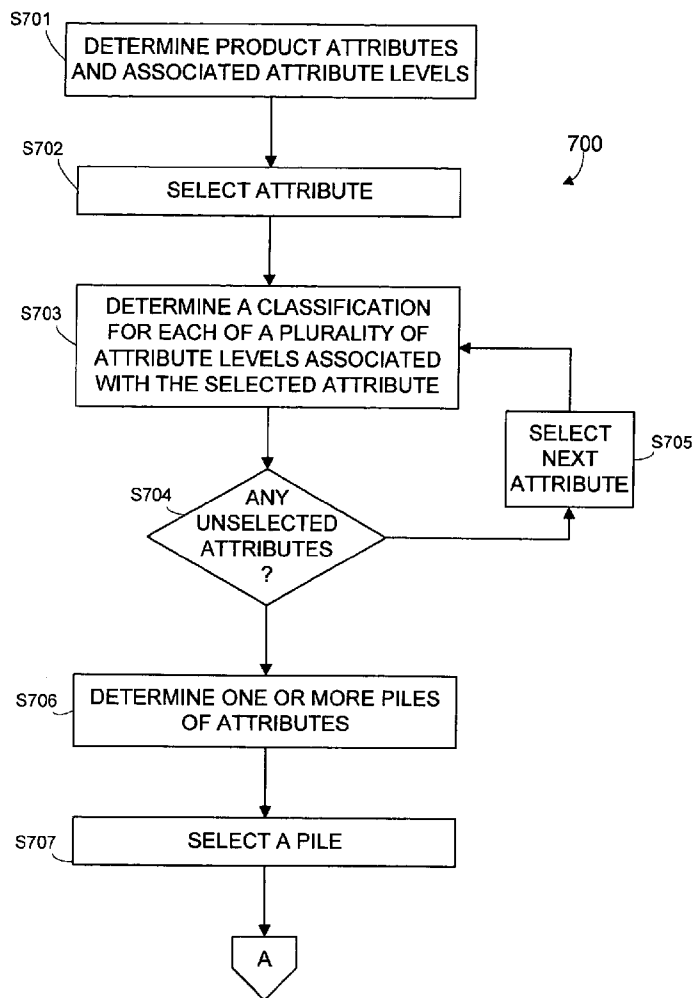 S701
DETERMINE PRODUCT ATTRIBUTES
AND ASSOCIATED ATTRIBUTE LEVELS
S702
SELECT ATTRIBUTE
700
S703
DETERMINE A CLASSIFICATION
FOR EACH OF A PLURALITY OF
ATTRIBUTE LEVELS ASSOCIATED
WITH THE SELECTED ATTRIBUTE
SELECT
NEXT
ATTRIBUTE
S705
S704
ANY
UNSELECTED
ATTRIBUTES
?
S706
DETERMINE ONE OR MORE PILES
OF ATTRIBUTES
S707
SELECT A PILE
A